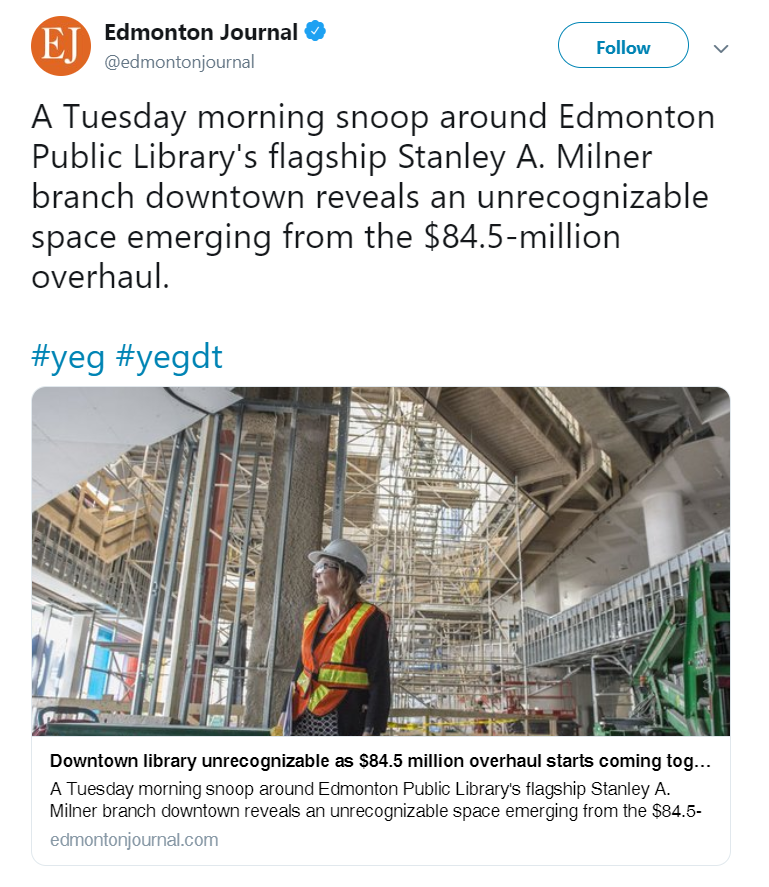 EJ
Edmonton Journal
@edmontonjournal
Follow
A Tuesday morning snoop around Edmonton
Public Library's flagship Stanley A. Milner
branch downtown reveals an unrecognizable
space emerging from the $84.5-million
overhaul.
#yeg #yegdt
Downtown library unrecognizable as $84.5 million overhaul starts coming tog...
A Tuesday morning snoop around Edmonton Public Library's flagship Stanley A.
Milner branch downtown reveals an unrecognizable space emerging from the $84.5-
edmontonjournal.com